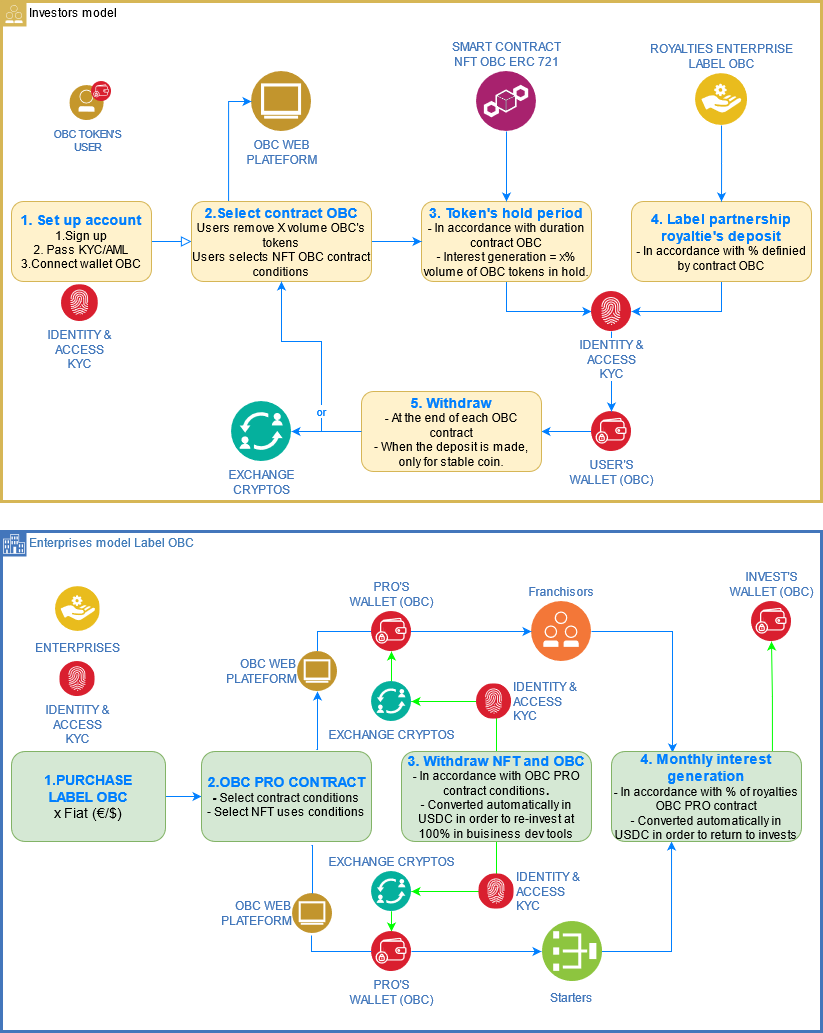 Investors model
OBC TOKEN'S
USER
OBC WEB
PLATEFORM
SMART CONTRACT
NFT OBC ERC 721
ROYALTIES ENTERPRISE
LABEL OBC
1. Set up account
1.Sign up
2. Pass KYC/AML
3.Connect wallet OBC
2.Select contract OBC
Users remove X volume OBC's
tokens
Users selects NFT OBC contract
conditions
3. Token's hold period
- In accordance with duration
contract OBC
- Interest generation = x%
volume of OBC tokens in hold.
4. Label partnership
royaltie's deposit
- In accordance with % definied
by contract OBC
IDENTITY &
ACCESS
KYC
IDENTITY &
ACCESS
KYC
5. Withdraw
- At the end of each OBC
contract
- When the deposit is made,
only for stable coin.
or
EXCHANGE
CRYPTOS
USER'S
WALLET (OBC)
Enterprises model Label OBC
ENTERPRISES
IDENTITY &
ACCESS
KYC
OBC WEB
PLATEFORM
PRO'S
WALLET (OBC)
EXCHANGE CRYPTOS
Franchisors
IDENTITY &
ACCESS
KYC
INVEST'S
WALLET (OBC)
1.PURCHASE
LABEL OBC
x Fiat (€/$)
2.OBC PRO CONTRACT
- Select contract conditions
- Select NFT uses conditions
3. Withdraw NFT and OBC
- In accordance with OBC PRO
contract conditions.
- Converted automatically in
USDC in order to re-invest at
100% in buisiness dev tools
4. Monthly interest
generation
- In accordance with % of royalties
OBC PRO contract
- Converted automatically in
USDC in order to return to invests
EXCHANGE CRYPTOS
IDENTITY &
ACCESS
KYC
OBC WEB
PLATEFORM
PRO'S
WALLET (OBC)
Starters